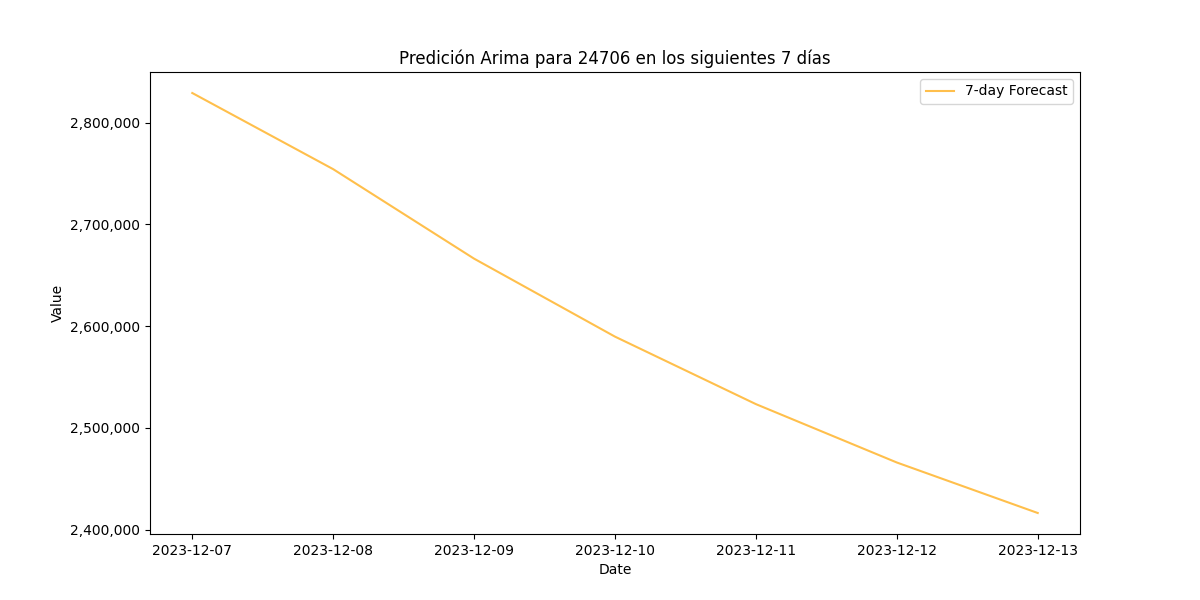 Predición Arima para 24706 en los siguientes 7 días
7-day Forecast
2,800,000
2,700,000
2,600,000
2,500,000
2,400,000
Value
2023-12-07 2023-12-08 2023-12-09 2023-12-10 2023-12-11 2023-12-12 2023-12-13
Date